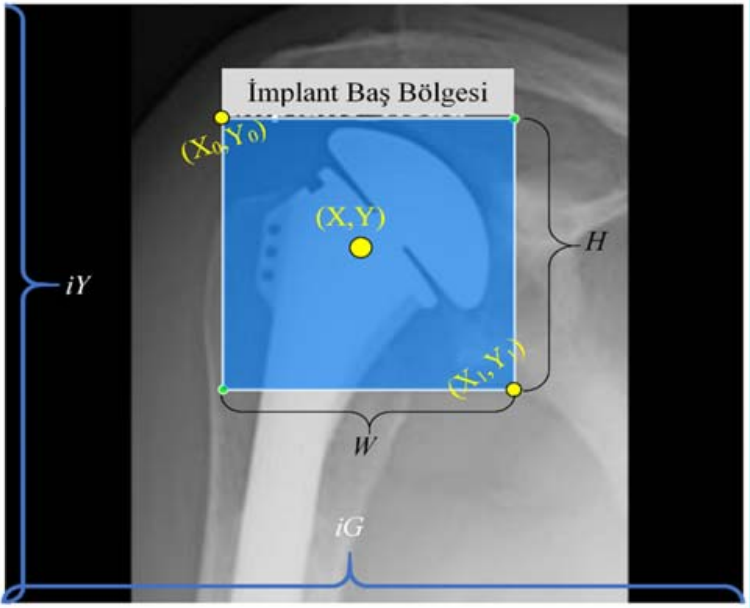 İmplant Baş Bölgesi
(X₀,Y₀)
(X,Y)
H
iY
(X₁,Y₁)
W
iG